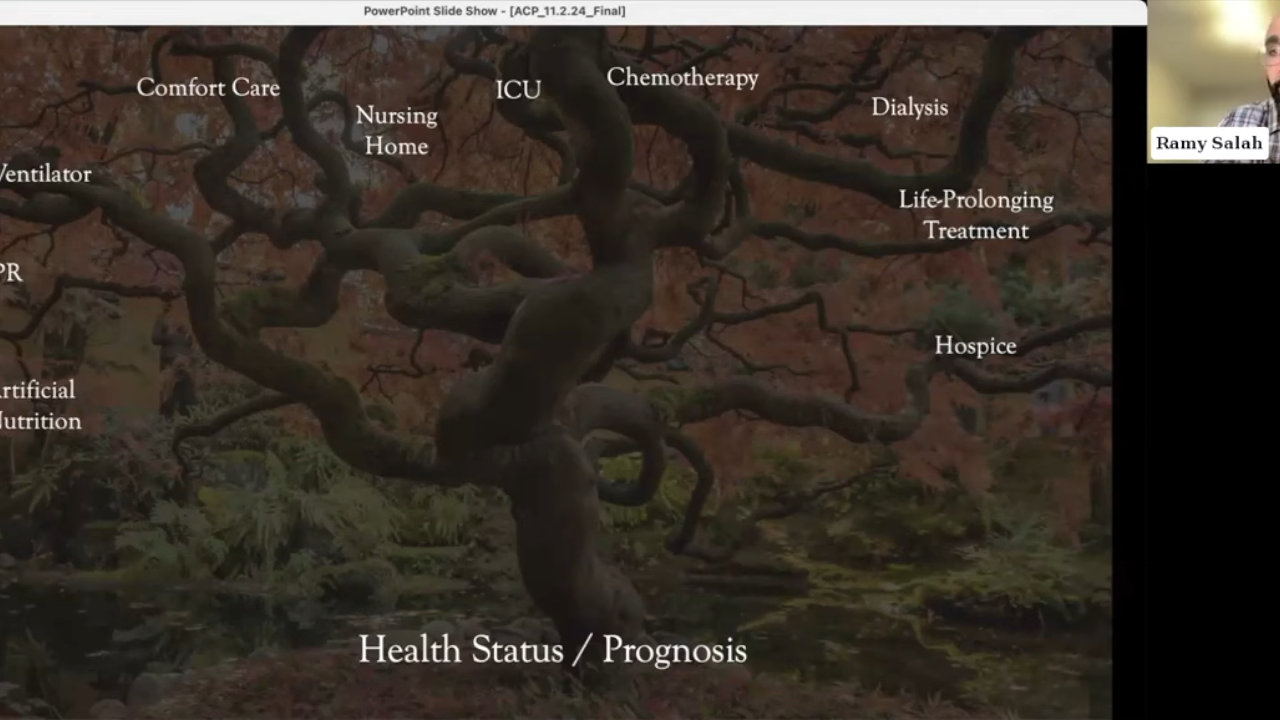 PowerPoint Slide Show - [ACP_11.2.24_Final]
Comfort Care
ICU
Chemotherapy
Nursing
Home
Dialysis
Ramy Salah
Ventilator
Life-Prolonging
Treatment
PR
Hospice
rtificial
Nutrition
Health Status / Prognosis